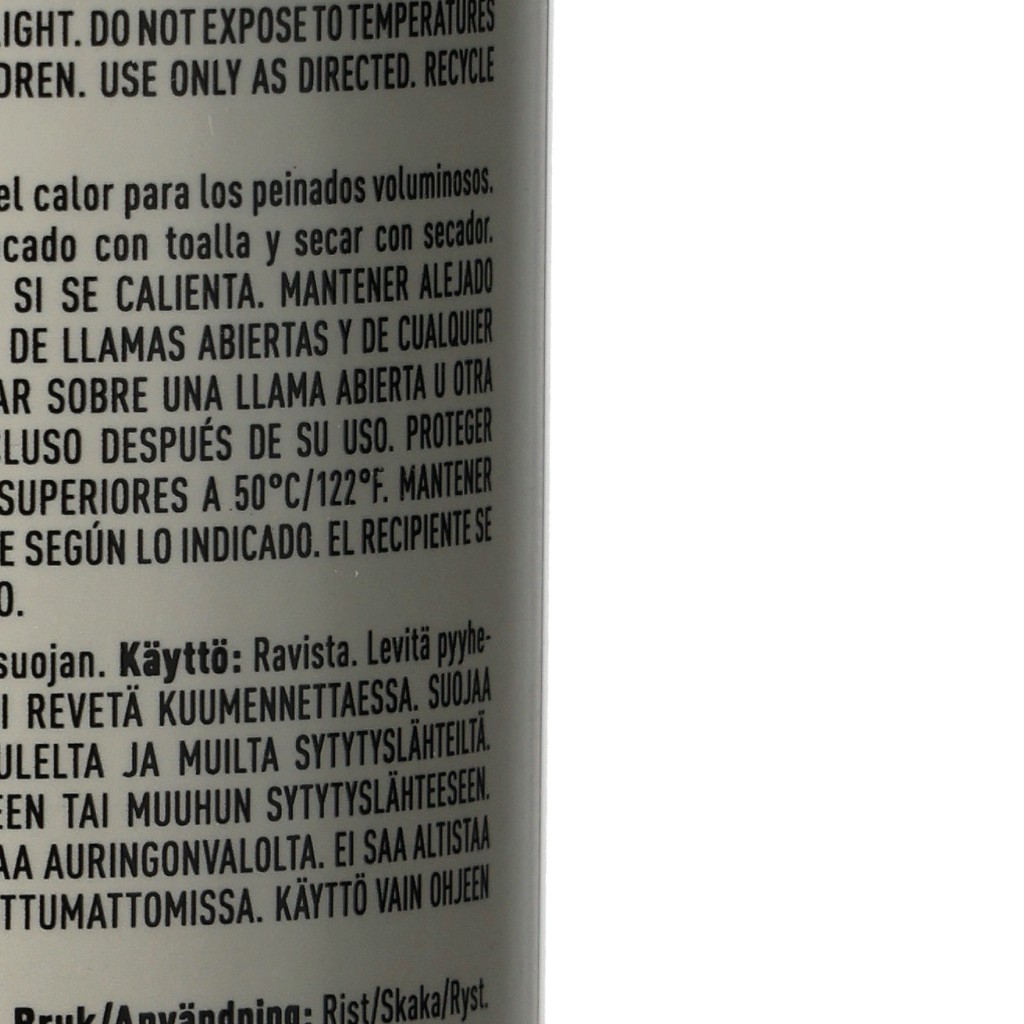 LIGHT. DO NOT EXPOSE TO TEMPERATURES
DREN. USE ONLY AS DIRECTED. RECYCLE
el calor para los peinados voluminosos.
cado con toalla y secar con secador.
SI SE CALIENTA. MANTENER ALEJADO
DE LLAMAS ABIERTAS Y DE CUALQUIER
AR SOBRE UNA LLAMA ABIERTA U OTRA
CLUSO DESPUÉS DE SU USO. PROTEGER
SUPERIORES A 50°C/122°F. MANTENER
E SEGÚN LO INDICADO. EL RECIPIENTE SE
O.
suojan. Käyttö: Ravista. Levitä pyyhe-
I REVETÄ KUUMENNETTAESSA. SUOJAA
ULELTA JA MUILTA SYTYTYSLÄHTEILTÄ.
EEN TAI MUUHUN SYTYTYSLÄHTEESEEN.
AA AURINGONVALOLTA. EI SAA ALTISTAA
TTUMATTOMISSA. KÄYTTÖ VAIN OHJEEN
Bruk/Användning: Rist/Skaka/Ryst.